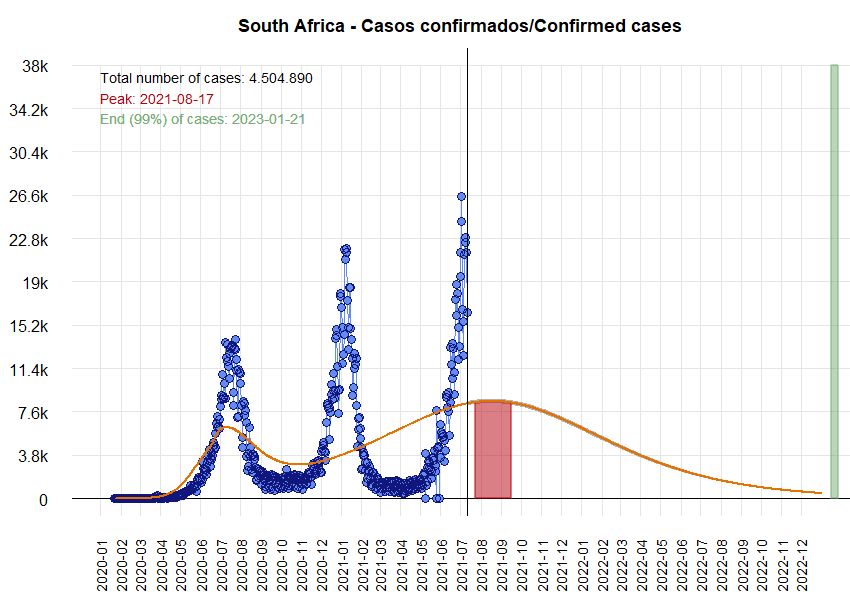 South Africa - Casos confirmados/Confirmed cases
Total number of cases: 4.504.890
Peak: 2021-08-17
End (99%) of cases: 2023-01-21
38k
34.2k
30.4k
26.6k
22.8k
19k
15.2k
11.4k
7.6k
3.8k
0
2020-01
2020-02
2020-03
2020-04
2020-05
2020-06
2020-07
2020-08
2020-09
2020-10
2020-11
2020-12
2021-01
2021-02
2021-03
2021-04
2021-05
2021-06
2021-07
2021-08
2021-09
2021-10
2021-11
2021-12
2022-01
2022-02
2022-03
2022-04
2022-05
2022-06
2022-07
2022-08
2022-09
2022-10
2022-11
2022-12